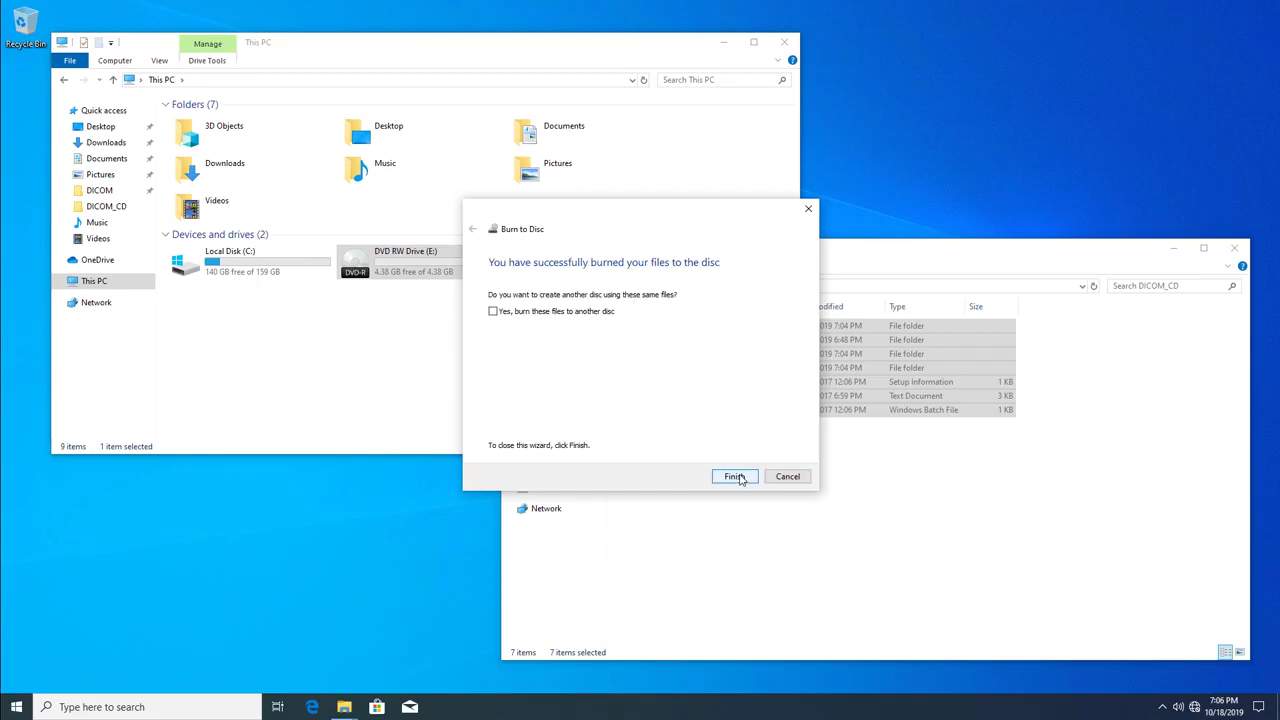 Recycle Bin
Manage
This PC
File
Computer
View
Drive Tools
This PC
Search This PC
Quick access
Desktop
Downloads
Documents
Pictures
DICOM
DICOM_CD
Music
Videos
OneDrive
This PC
Network
Folders (7)
3D Objects
Desktop
Documents
Downloads
Music
Pictures
Videos
Devices and drives (2)
Local Disk (C:)
140 GB free of 159 GB
DVD RW Drive (E:)
DVD-R
4.38 GB free of 4.38 GB
9 items
1 item selected
Burn to Disc
You have successfully burned your files to the disc
Do you want to create another disc using these same files?
Yes, burn these files to another disc
To close this wizard, click Finish.
Finish
Cancel
Search DICOM_CD
odified
Type
Size
019 7:04 PM
File folder
019 6:48 PM
File folder
019 7:04 PM
File folder
019 7:04 PM
File folder
017 12:06 PM
Setup Information
1 KB
017 6:59 PM
Text Document
3 KB
017 12:06 PM
Windows Batch File
1 KB
Network
7 items
7 items selected
Type here to search
7:06 PM
10/18/2019